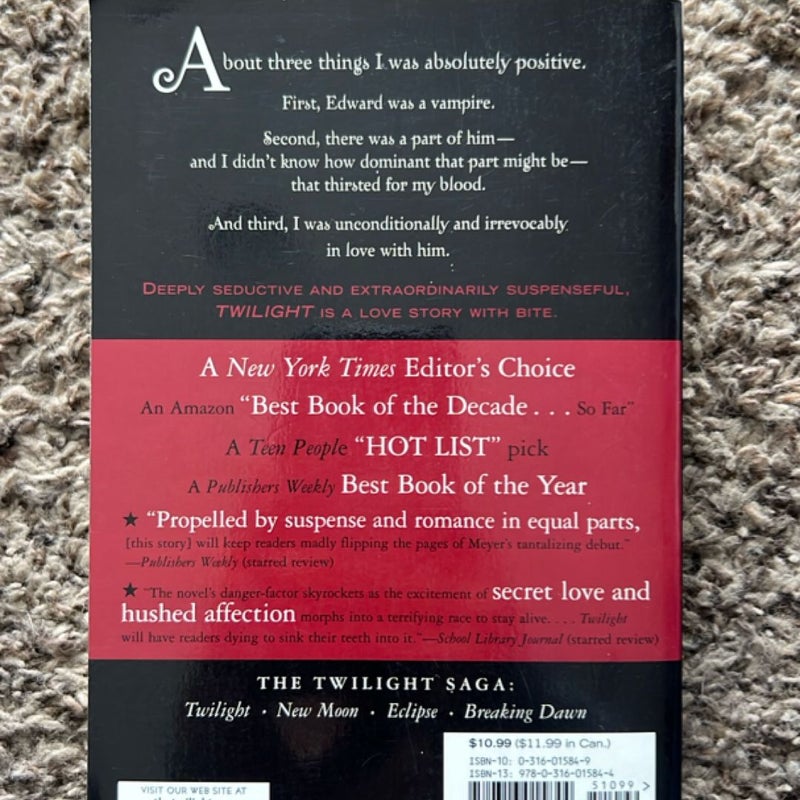 About three things I was absolutely positive.
First, Edward was a vampire.
Second, there was a part of him—
and I didn't know how dominant that part might be—
that thirsted for my blood.
And third, I was unconditionally and irrevocably
in love with him.
DEEPLY SEDUCTIVE AND EXTRAORDINARILY SUSPENSEFUL,
TWILIGHT IS A LOVE STORY WITH BITE.
A New York Times Editor's Choice
An Amazon “Best Book of the Decade . . . So Far”
A Teen People “HOT LIST” pick
A Publishers Weekly Best Book of the Year
★ “Propelled by suspense and romance in equal parts,
[this story] will keep readers madly flipping the pages of Meyer's tantalizing debut.”
—Publishers Weekly (starred review)
★ “The novel's danger-factor skyrockets as the excitement of secret love and
hushed affection morphs into a terrifying race to stay alive. . . . Twilight
will have readers dying to sink their teeth into it.”—School Library Journal (starred review)
THE TWILIGHT SAGA:
Twilight · New Moon · Eclipse · Breaking Dawn
$10.99 ($11.99 in Can.)
ISBN-10: 0-316-01584-9
ISBN-13: 978-0-316-01584-4
51099 >
VISIT OUR WEB SITE AT